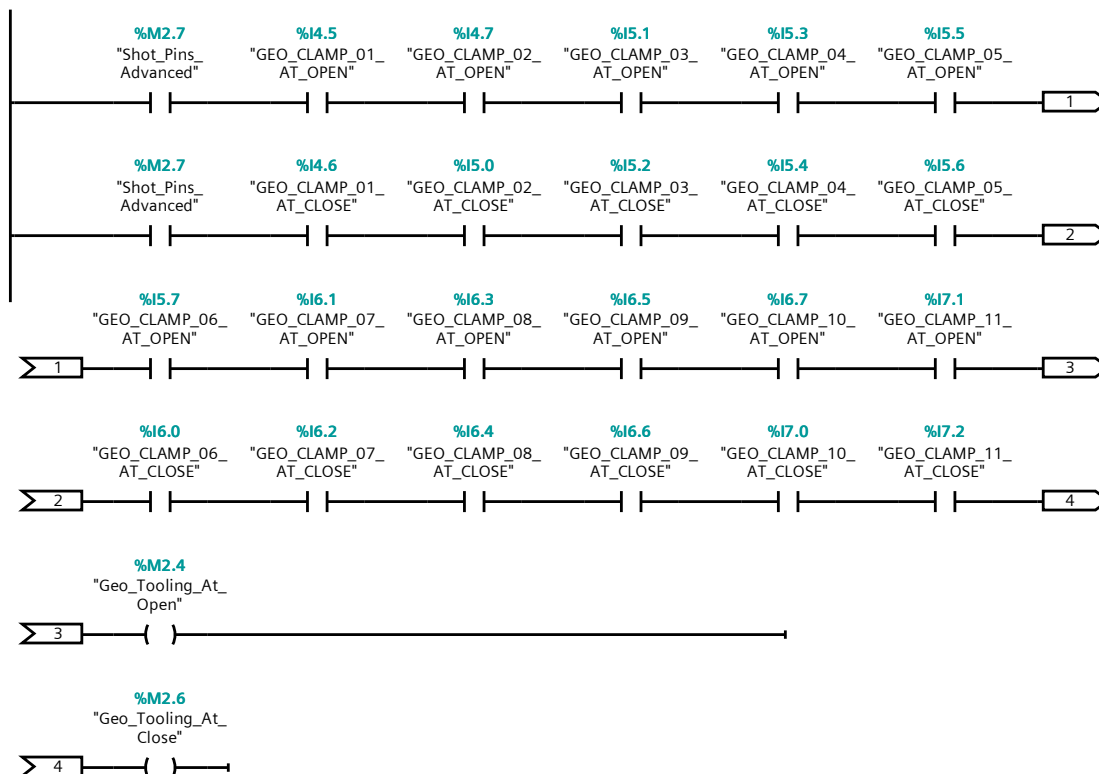 %M2.7 %I4.5 %I4.7 %I5.1 %I5.3 %I5.5
"Shot_Pins_ "GEO_CLAMP_01_ "GEO_CLAMP_02_ "GEO_CLAMP_03_ "GEO_CLAMP_04_ "GEO_CLAMP_05_
Advanced" AT_OPEN" AT_OPEN" AT_OPEN" AT_OPEN" AT_OPEN"
1
%M2.7 %I4.6 %I5.0 %I5.2 %I5.4 %I5.6
"Shot_Pins_ "GEO_CLAMP_01_ "GEO_CLAMP_02_ "GEO_CLAMP_03_ "GEO_CLAMP_04_ "GEO_CLAMP_05_
Advanced" AT_CLOSE" AT_CLOSE" AT_CLOSE" AT_CLOSE" AT_CLOSE"
2
%I5.7 %I6.1 %I6.3 %I6.5 %I6.7 %I7.1
"GEO_CLAMP_06_ "GEO_CLAMP_07_ "GEO_CLAMP_08_ "GEO_CLAMP_09_ "GEO_CLAMP_10_ "GEO_CLAMP_11_
AT_OPEN" AT_OPEN" AT_OPEN" AT_OPEN" AT_OPEN" AT_OPEN"
1 3
%I6.0 %I6.2 %I6.4 %I6.6 %I7.0 %I7.2
"GEO_CLAMP_06_ "GEO_CLAMP_07_ "GEO_CLAMP_08_ "GEO_CLAMP_09_ "GEO_CLAMP_10_ "GEO_CLAMP_11_
AT_CLOSE" AT_CLOSE" AT_CLOSE" AT_CLOSE" AT_CLOSE" AT_CLOSE"
2 4
%M2.4
"Geo_Tooling_At_
Open"
3
%M2.6
"Geo_Tooling_At_
Close"
4